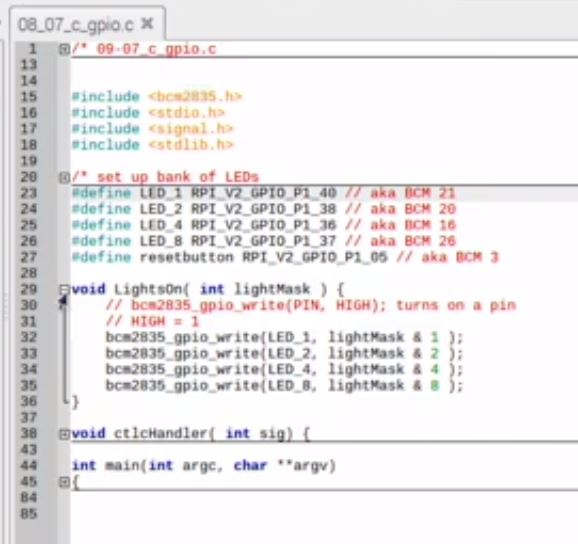 08_07_c_gpio.c ✖
1 /* 09-07_c_gpio.c
13
14
15 #include <bcm2835.h>
16 #include <stdio.h>
17 #include <signal.h>
18 #include <stdlib.h>
19
20 /* set up bank of LEDs
23 #define LED_1 RPI_V2_GPIO_P1_40 // aka BCM 21
24 #define LED_2 RPI_V2_GPIO_P1_38 // aka BCM 20
25 #define LED_4 RPI_V2_GPIO_P1_36 // aka BCM 16
26 #define LED_8 RPI_V2_GPIO_P1_37 // aka BCM 26
27 #define resetbutton RPI_V2_GPIO_P1_05 // aka BCM 3
28
29 void LightsOn( int lightMask ) {
30 // bcm2835_gpio_write(PIN, HIGH); turns on a pin
31 // HIGH = 1
32 bcm2835_gpio_write(LED_1, lightMask & 1 );
33 bcm2835_gpio_write(LED_2, lightMask & 2 );
34 bcm2835_gpio_write(LED_4, lightMask & 4 );
35 bcm2835_gpio_write(LED_8, lightMask & 8 );
36 }
37
38 void ctlcHandler( int sig) {
43
44 int main(int argc, char **argv)
45 {
84
85